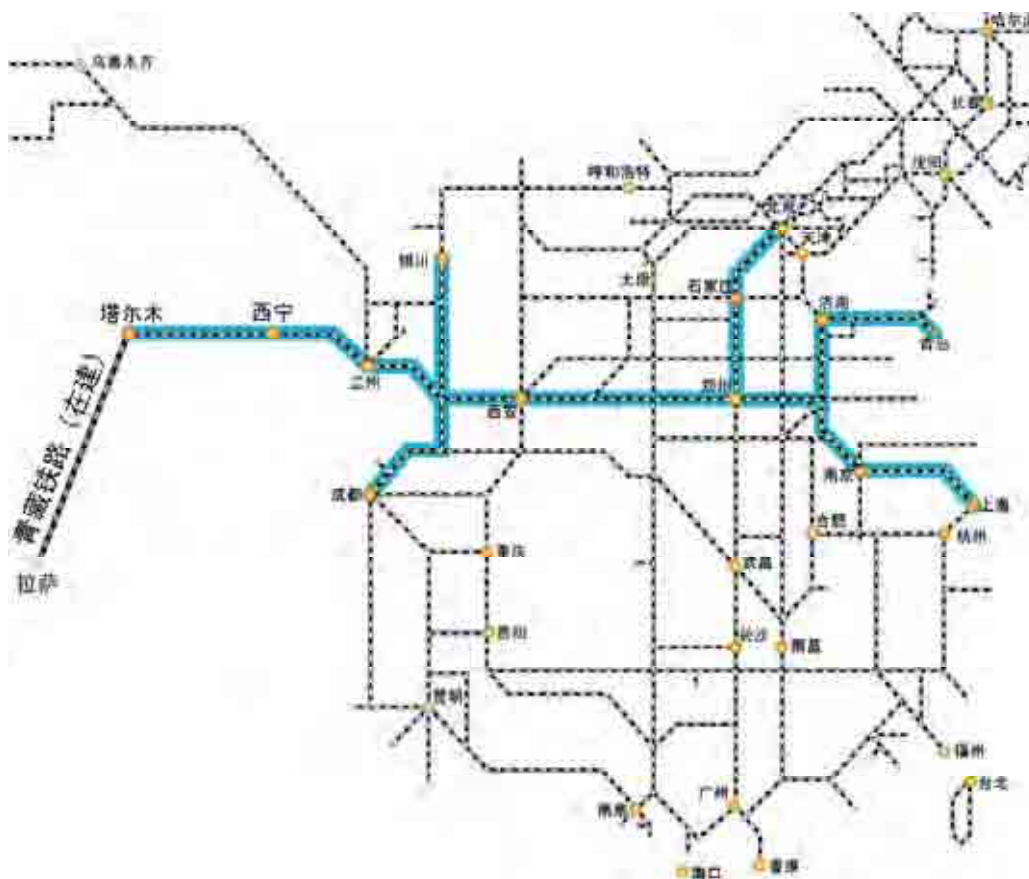 哈尔滨
乌鲁木齐
长春
沈阳
呼和浩特
北京
天津
银川
太原
石家庄
塔尔木
西宁
济南
青岛
兰州
西安
郑州
青藏铁路（在建）
成都
南京
上海
合肥
杭州
重庆
武昌
拉萨
贵阳
长沙
南昌
昆明
福州
台北
南宁
广州
海口
香港